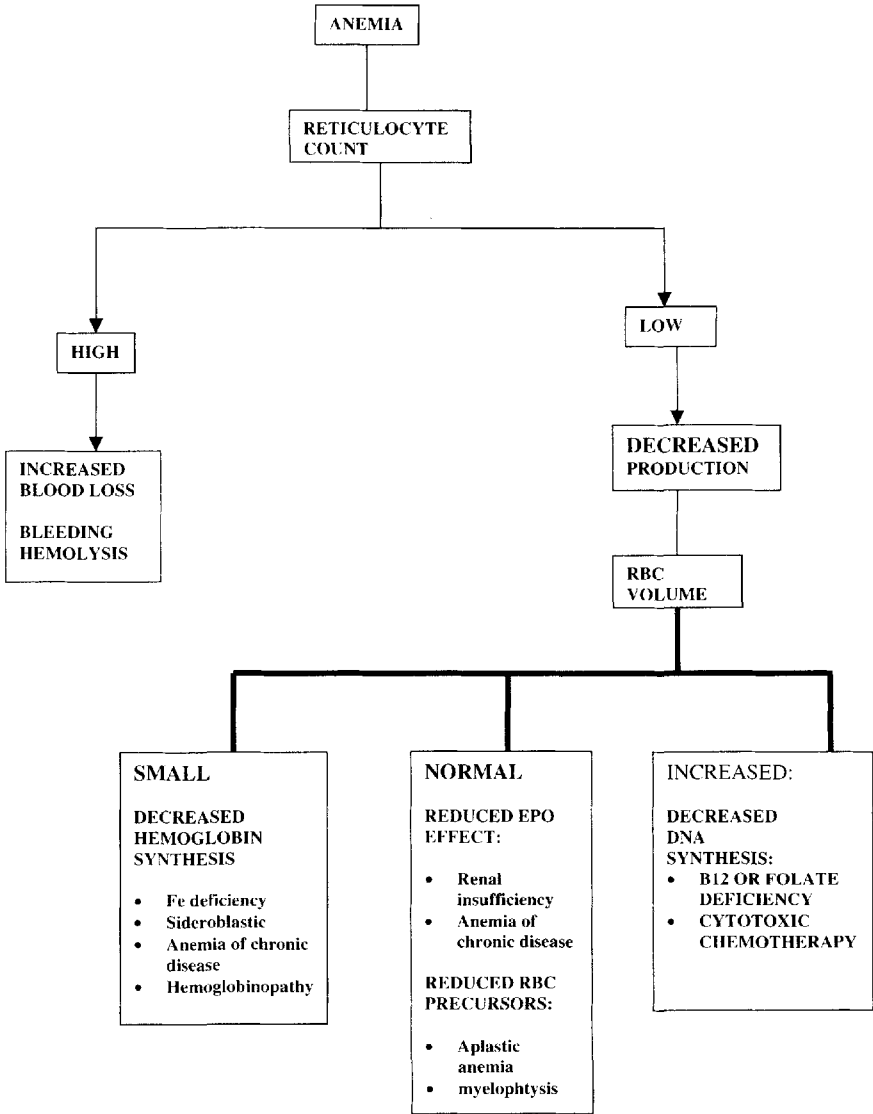 ANEMIA
RETICULOCYTE
COUNT
HIGH
LOW
INCREASED
BLOOD LOSS
BLEEDING
HEMOLYSIS
DECREASED
PRODUCTION
RBC
VOLUME
SMALL
DECREASED
HEMOGLOBIN
SYNTHESIS
• Fe deficiency
• Sideroblastic
• Anemia of chronic
disease
• Hemoglobinopathy
NORMAL
REDUCED EPO
EFFECT:
• Renal
insufficiency
• Anemia of
chronic disease
REDUCED RBC
PRECURSORS:
• Aplastic
anemia
• myelophtysis
INCREASED:
DECREASED
DNA
SYNTHESIS:
• B12 OR FOLATE
DEFICIENCY
• CYTOTOXIC
CHEMOTHERAPY